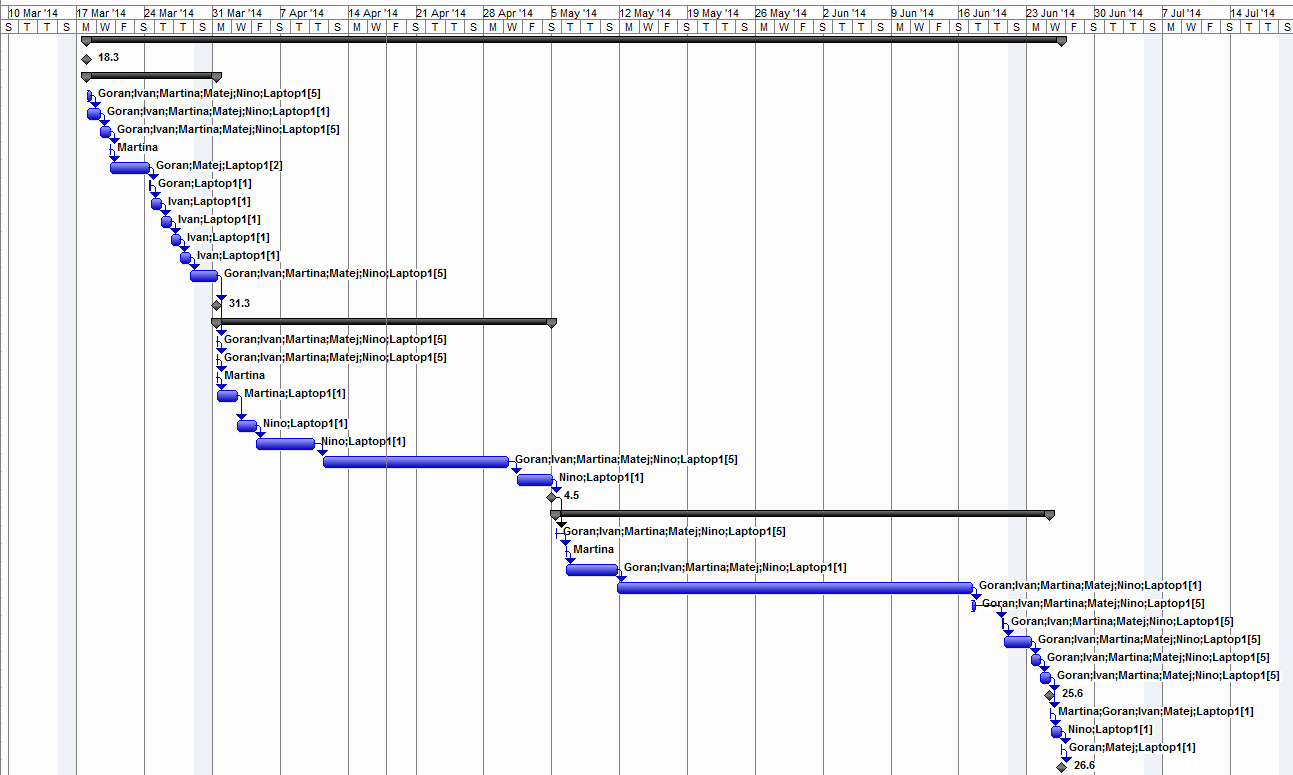 10 Mar '14 17 Mar '14 24 Mar '14 31 Mar '14 7 Apr '14 14 Apr '14 21 Apr '14 28 Apr '14 5 May '14 12 May '14 19 May '14 26 May '14 2 Jun '14 9 Jun '14 16 Jun '14 23 Jun '14 30 Jun '14 7 Jul '14 14 Jul '14
S T T S M W F S T T S M W F S T T S M W F S T T S M W F S T T S M W F S T T S M W F S T T S M W F S T T S M W F S T T S M W F S T T S
18.3
Goran;Ivan;Martina;Matej;Nino;Laptop1[5]
Goran;Ivan;Martina;Matej;Nino;Laptop1[1]
Goran;Ivan;Martina;Matej;Nino;Laptop1[5]
Martina
Goran;Matej;Laptop1[2]
Goran;Laptop1[1]
Ivan;Laptop1[1]
Ivan;Laptop1[1]
Ivan;Laptop1[1]
Ivan;Laptop1[1]
Goran;Ivan;Martina;Matej;Nino;Laptop1[5]
31.3
Goran;Ivan;Martina;Matej;Nino;Laptop1[5]
Goran;Ivan;Martina;Matej;Nino;Laptop1[5]
Martina
Martina;Laptop1[1]
Nino;Laptop1[1]
Nino;Laptop1[1]
Goran;Ivan;Martina;Matej;Nino;Laptop1[5]
Nino;Laptop1[1]
4.5
Goran;Ivan;Martina;Matej;Nino;Laptop1[5]
Martina
Goran;Ivan;Martina;Matej;Nino;Laptop1[1]
Goran;Ivan;Martina;Matej;Nino;Laptop1[1]
Goran;Ivan;Martina;Matej;Nino;Laptop1[5]
Goran;Ivan;Martina;Matej;Nino;Laptop1[5]
Goran;Ivan;Martina;Matej;Nino;Laptop1[5]
Goran;Ivan;Martina;Matej;Nino;Laptop1[5]
Goran;Ivan;Martina;Matej;Nino;Laptop1[5]
25.6
Martina;Goran;Ivan;Matej;Laptop1[1]
Nino;Laptop1[1]
Goran;Matej;Laptop1[1]
26.6